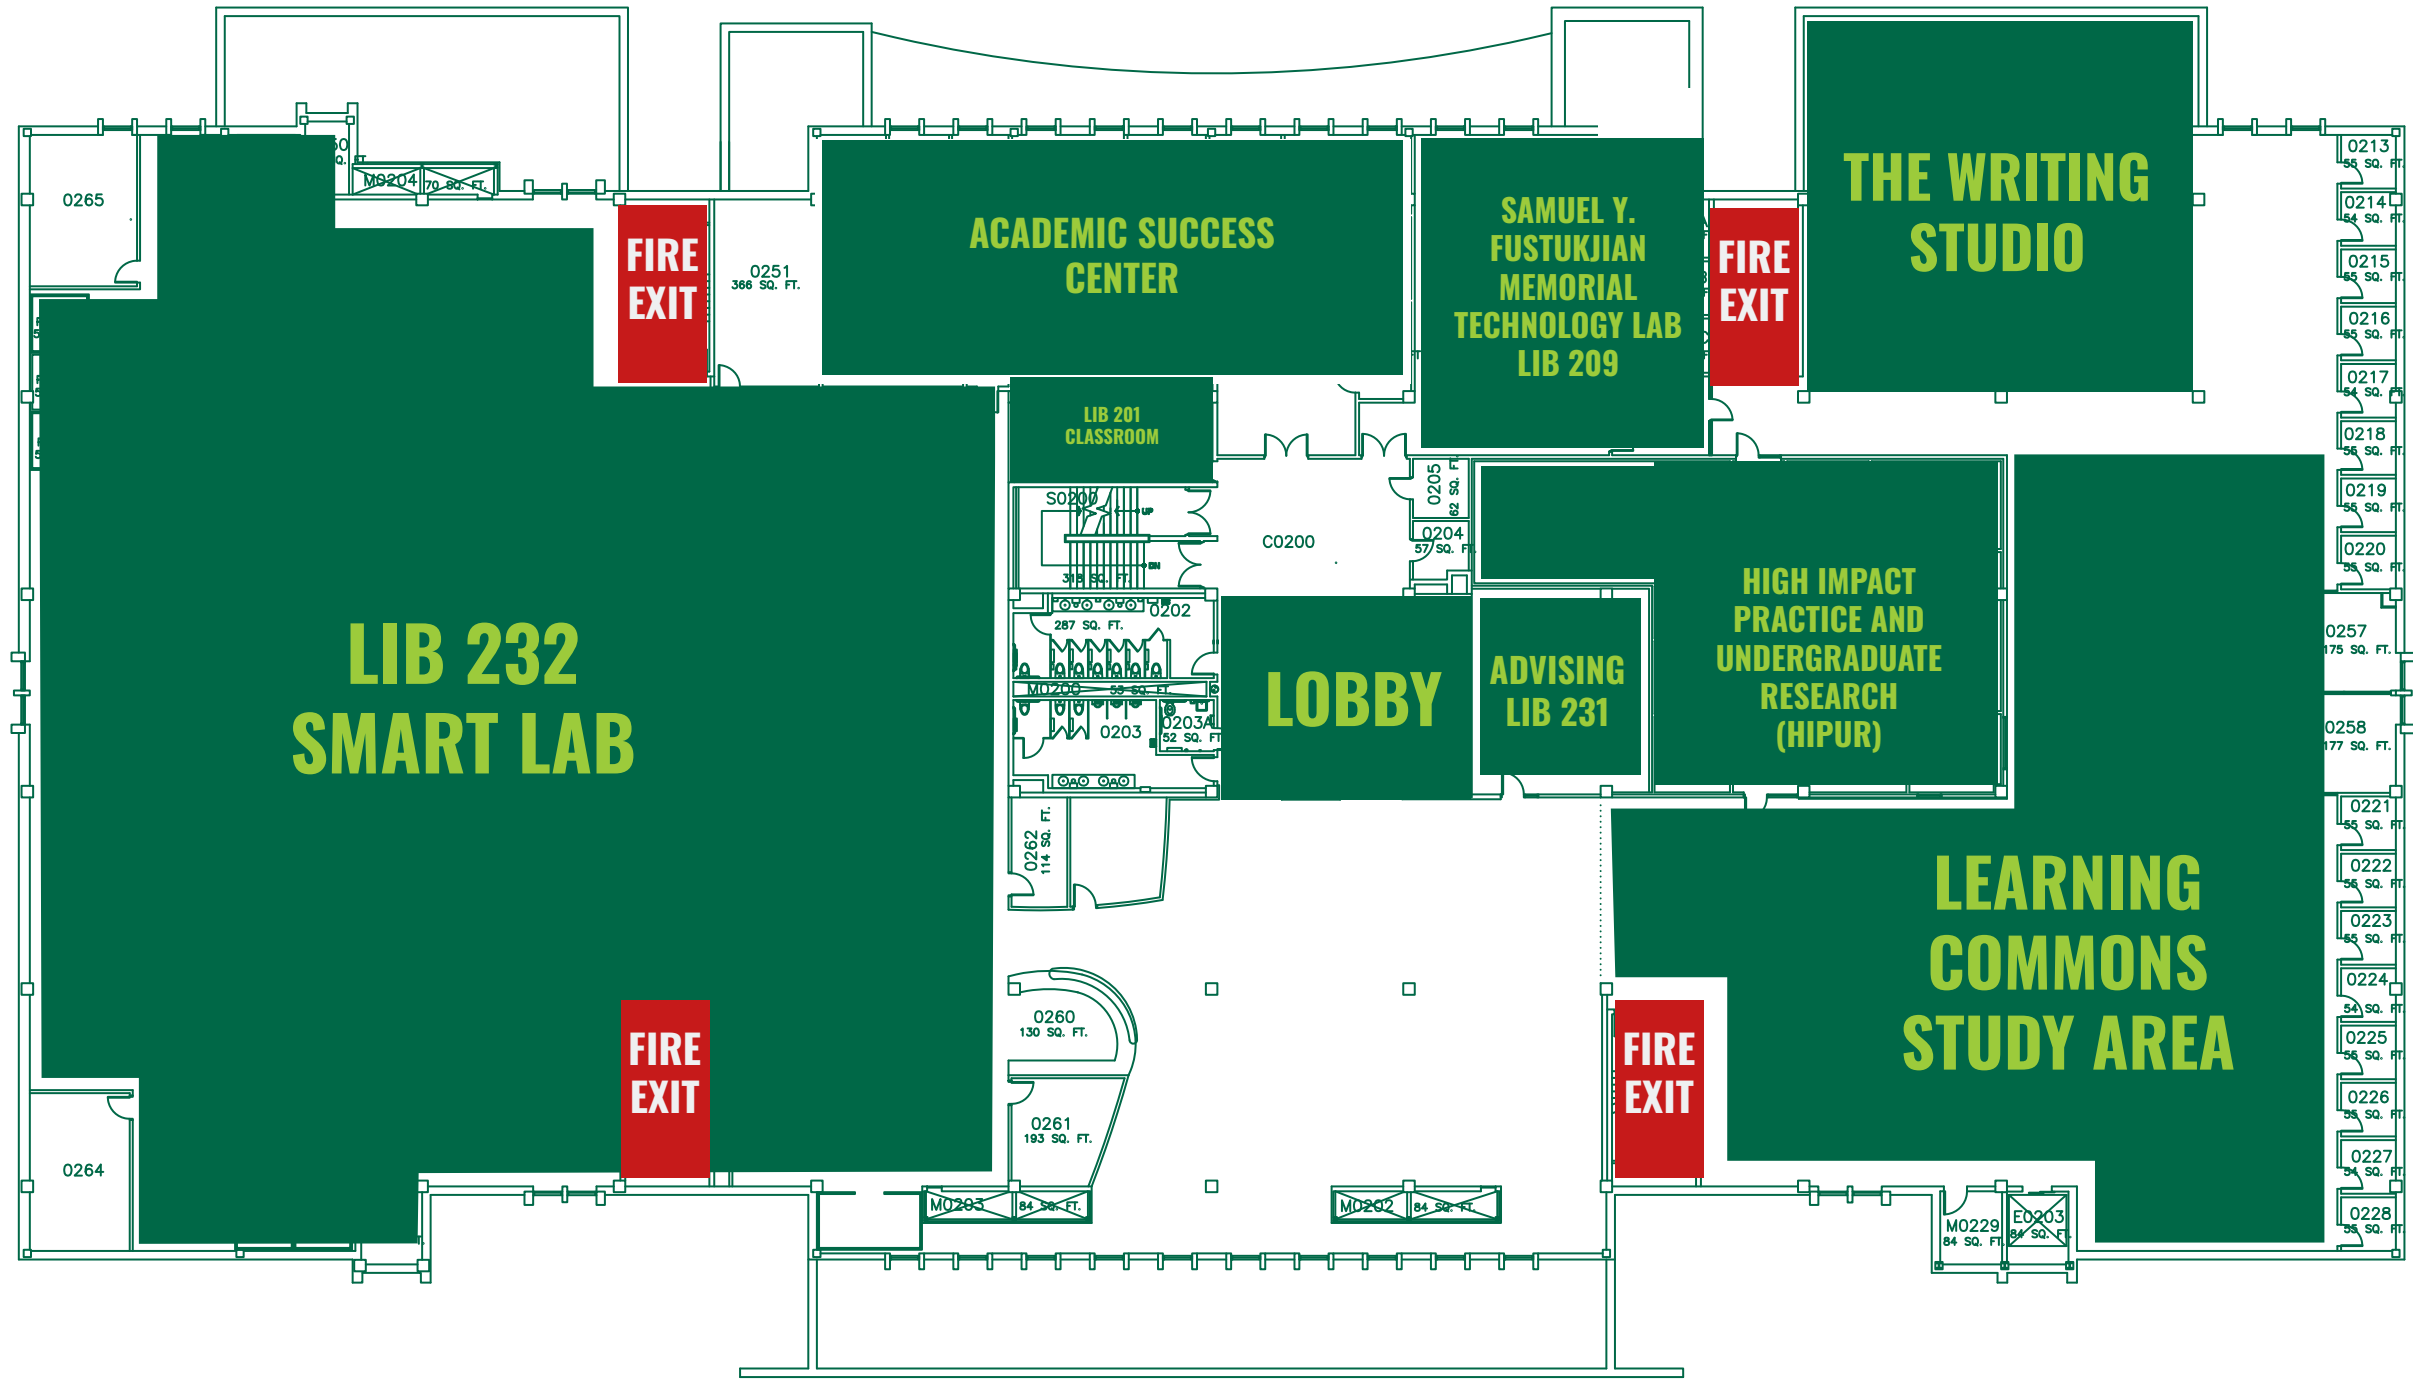 0265
M0204
70 SQ. FT.
FIRE
EXIT
0251
366 SQ. FT.
ACADEMIC SUCCESS
CENTER
SAMUEL Y.
FUSTUKJIAN
MEMORIAL
TECHNOLOGY LAB
LIB 209
FIRE
EXIT
THE WRITING
STUDIO
0213
55 SQ. FT.
0214
54 SQ. FT.
0215
55 SQ. FT.
0216
55 SQ. FT.
0217
54 SQ. FT.
0218
55 SQ. FT.
0219
55 SQ. FT.
0220
55 SQ. FT.
LIB 201
CLASSROOM
S0200
UP
DN
318 SQ. FT.
C0200
0205
62 SQ. FT.
0204
57 SQ. FT.
0202
287 SQ. FT.
M0200
55 SQ. FT.
0203
0203A
52 SQ. FT
LIB 232
SMART LAB
LOBBY
ADVISING
LIB 231
HIGH IMPACT
PRACTICE AND
UNDERGRADUATE
RESEARCH
(HIPUR)
0257
175 SQ. FT.
0258
177 SQ. FT.
0262
114 SQ. FT.
0221
55 SQ. FT.
0222
55 SQ. FT.
0223
55 SQ. FT.
0224
54 SQ. FT.
0225
55 SQ. FT.
0226
55 SQ. FT.
0227
54 SQ. FT.
0228
55 SQ. FT.
LEARNING
COMMONS
STUDY AREA
0260
130 SQ. FT.
0261
193 SQ. FT.
FIRE
EXIT
FIRE
EXIT
0264
M0203
84 SQ. FT.
M0202
84 SQ. FT.
M0229
84 SQ. FT.
E0203
84 SQ. FT.